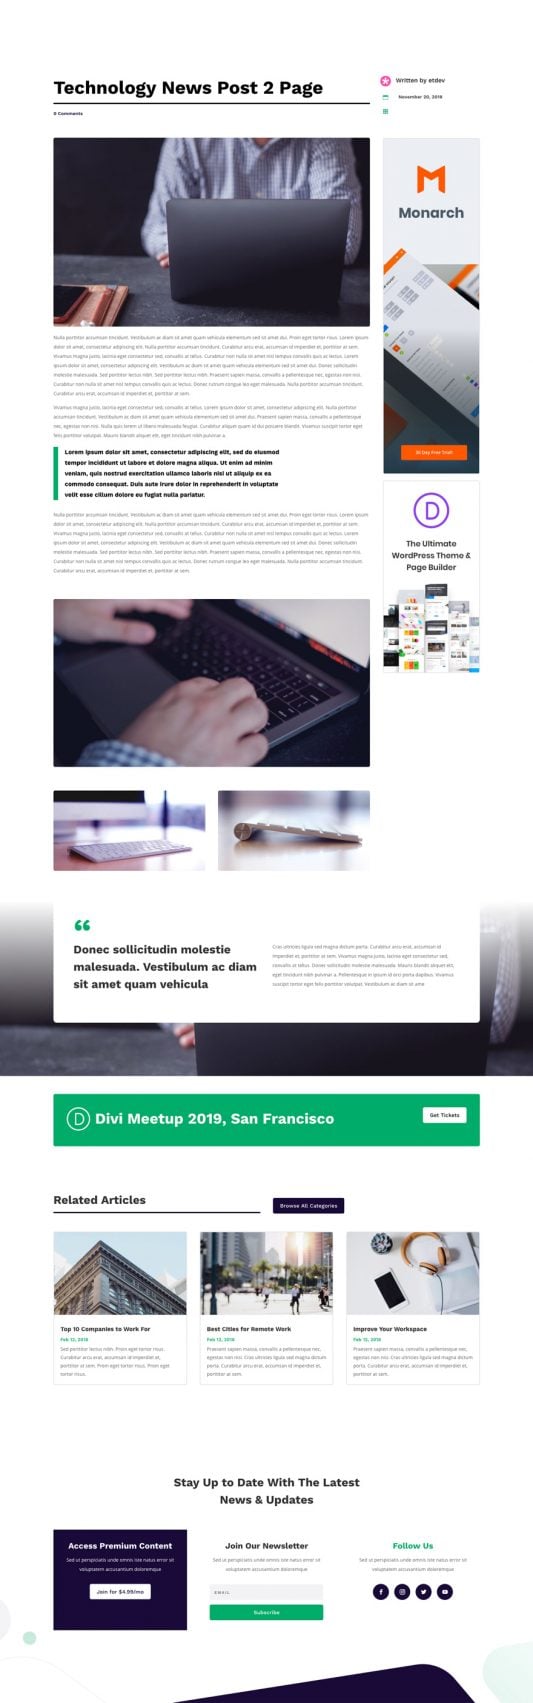 Technology News Post 2 Page
0 Comments
Written by etdev
November 20, 2018
Monarch
30 Day Free Trial!
Nulla porttitor accumsan tincidunt. Vestibulum ac diam sit amet quam vehicula elementum sed sit amet dui. Proin eget tortor risus. Lorem ipsum
dolor sit amet, consectetur adipiscing elit. Nulla porttitor accumsan tincidunt. Curabitur arcu erat, accumsan id imperdiet et, porttitor at sem.
Vivamus magna justo, lacinia eget consectetur sed, convallis at tellus. Curabitur non nulla sit amet nisl tempus convallis quis ac lectus. Lorem
ipsum dolor sit amet, consectetur adipiscing elit. Vestibulum ac diam sit amet quam vehicula elementum sed sit amet dui. Donec sollicitudin
molestie malesuada. Sed porttitor lectus nibh. Praesent sapien massa, convallis a pellentesque nec, egestas non nisi.
Curabitur non nulla sit amet nisl tempus convallis quis ac lectus. Donec rutrum congue leo eget malesuada. Nulla porttitor accumsan tincidunt.
Curabitur arcu erat, accumsan id imperdiet et, porttitor at sem.
Vivamus magna justo, lacinia eget consectetur sed, convallis at tellus. Lorem ipsum dolor sit amet, consectetur adipiscing elit. Nulla porttitor
accumsan tincidunt. Vestibulum ac diam sit amet quam vehicula elementum sed sit amet dui. Praesent sapien massa, convallis a pellentesque
nec, egestas non nisi. Nulla quis lorem ut libero malesuada feugiat. Curabitur aliquet quam id dui posuere blandit. Vivamus suscipit tortor eget
felis porttitor volutpat. Mauris blandit aliquet elit, eget tincidunt nibh pulvinar a.
Lorem ipsum dolor sit amet, consectetur adipiscing elit, sed do eiusmod
tempor incididunt ut labore et dolore magna aliqua. Ut enim ad minim
veniam, quis nostrud exercitation ullamco laboris nisi ut aliquip ex ea
commodo consequat. Duis aute irure dolor in reprehenderit in voluptate
velit esse cillum dolore eu fugiat nulla pariatur.
D
The Ultimate
WordPress Theme &
Page Builder
Nulla porttitor accumsan tincidunt. Vestibulum ac diam sit amet quam vehicula elementum sed sit amet dui. Proin eget tortor risus. Lorem ipsum
dolor sit amet, consectetur adipiscing elit. Nulla porttitor accumsan tincidunt. Curabitur arcu erat, accumsan id imperdiet et, porttitor at sem.
Vivamus magna justo, lacinia eget consectetur sed, convallis at tellus. Curabitur non nulla sit amet nisl tempus convallis quis ac lectus. Lorem
ipsum dolor sit amet, consectetur adipiscing elit. Vestibulum ac diam sit amet quam vehicula elementum sed sit amet dui. Donec sollicitudin
molestie malesuada. Sed porttitor lectus nibh. Praesent sapien massa, convallis a pellentesque nec, egestas non nisi.
Curabitur non nulla sit amet nisl tempus convallis quis ac lectus. Donec rutrum congue leo eget malesuada. Nulla porttitor accumsan tincidunt.
Curabitur arcu erat, accumsan id imperdiet et, porttitor at sem.
“
Donec sollicitudin molestie
malesuada. Vestibulum ac diam
sit amet quam vehicula
Cras ultricies ligula sed magna dictum porta. Curabitur arcu erat, accumsan id
imperdiet et, porttitor at sem. Vivamus magna justo, lacinia eget consectetur sed,
convallis at tellus. Donec sollicitudin molestie malesuada. Mauris blandit aliquet elit,
eget tincidunt nibh pulvinar a. Pellentesque in ipsum id orci porta dapibus. Vivamus
suscipit tortor eget felis porttitor volutpat. Vestibulum ac diam sit ame
D Divi Meetup 2019, San Francisco
Get Tickets
Related Articles
Browse All Categories
Top 10 Companies to Work For
Feb 12, 2018
Sed porttitor lectus nibh. Proin eget tortor risus.
Curabitur arcu erat, accumsan id imperdiet et,
porttitor at sem. Proin eget tortor risus. Proin eget
tortor risus.
Best Cities for Remote Work
Feb 12, 2018
Praesent sapien massa, convallis a pellentesque nec,
egestas non nisi. Cras ultricies ligula sed magna dictum
porta. Curabitur arcu erat, accumsan id imperdiet et,
porttitor at sem.
Improve Your Workspace
Feb 12, 2018
Praesent sapien massa, convallis a pellentesque nec,
egestas non nisi. Cras ultricies ligula sed magna dictum
porta. Curabitur arcu erat, accumsan id imperdiet et,
porttitor at sem.
Stay Up to Date With The Latest
News & Updates
Access Premium Content
Sed ut perspiciatis unde omnis iste natus error sit
voluptatem accusantium doloremque
Join for $4.99/mo
Join Our Newsletter
Sed ut perspiciatis unde omnis iste natus error sit
voluptatem accusantium doloremque
EMAIL
Subscribe
Follow Us
Sed ut perspiciatis unde omnis iste natus error sit
voluptatem accusantium doloremque